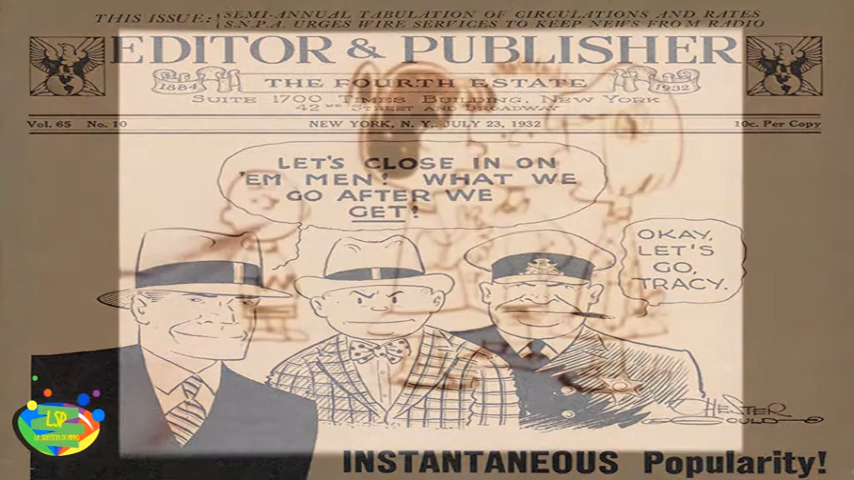 THIS ISSUE: SEMI-ANNUAL TABULATION OF CIRCULATIONS AND RATES
S.N.P.A. URGES WIRE SERVICES TO KEEP NEWS FROM RADIO
EDITOR & PUBLISHER
1884 THE FOURTH ESTATE 1932
SUITE 1700 TIMES BUILDING, NEW YORK
42ND STREET AND BROADWAY
Vol. 65 No. 10 NEW YORK, N. Y., JULY 23, 1932 10c. Per Copy
LET'S CLOSE IN ON
'EM MEN! WHAT WE
GO AFTER WE
GET!
OKAY,
LET'S
GO,
TRACY.
CHESTER
GOULD
LSP
INSTANTANEOUS Popularity!